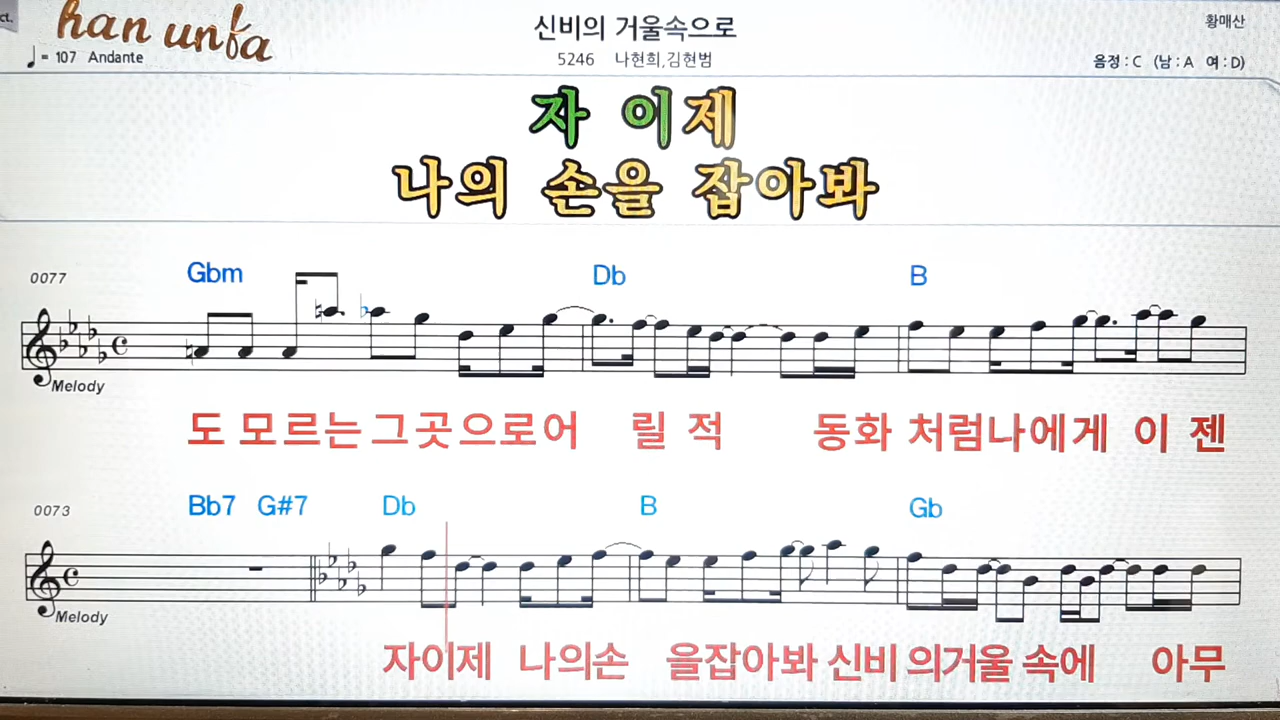 ct.
han unfa
= 107 Andante
신비의 거울속으로
5246 나현희,김현범
황매산
음정 : C (남 : A 여 : D)
자 이제
나의 손을 잡아봐
0077
Gbm Db B
Melody
도 모르는 그곳으로어 릴 적 동화 처럼나에게 이 젠
0073
Bb7 G#7 Db B Gb
Melody
자이제 나의손 을잡아봐 신비 의거울 속에 아무